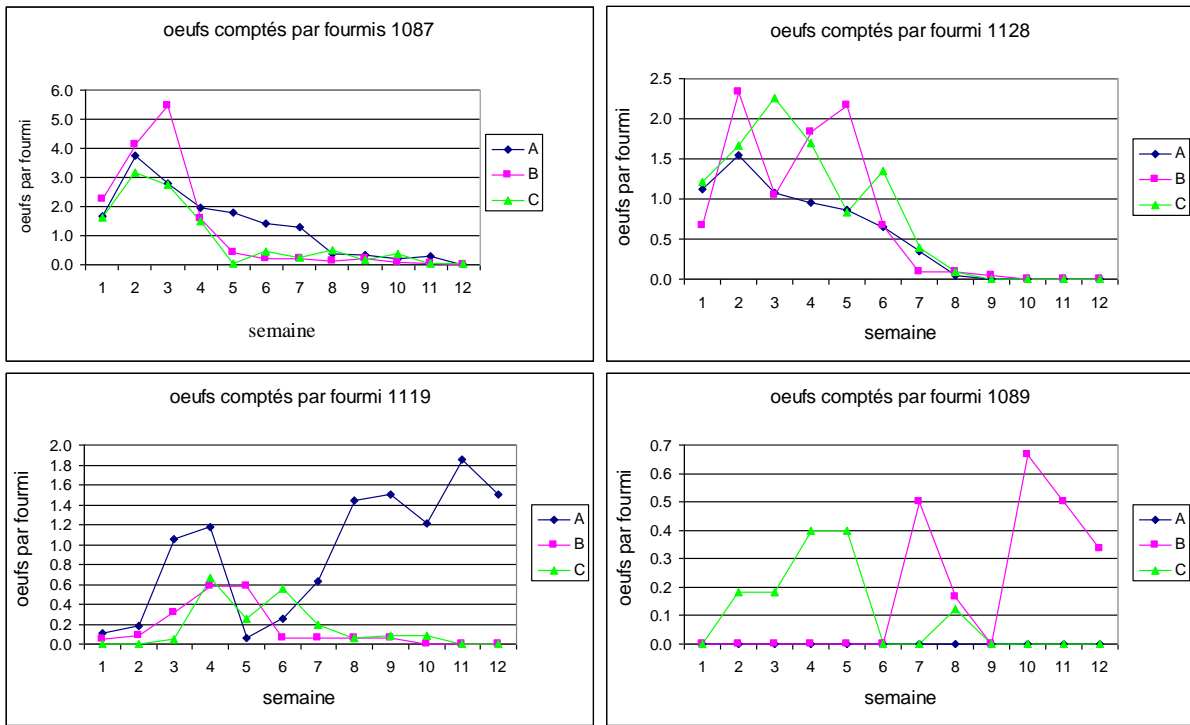 oeufs comptés par fourmis 1087
oeufs par fourmi
6.0
5.0
4.0
3.0
2.0
1.0
0.0
1 2 3 4 5 6 7 8 9 10 11 12
semaine
A
B
C
oeufs comptés par fourmi 1128
oeufs par fourmi
2.5
2.0
1.5
1.0
0.5
0.0
1 2 3 4 5 6 7 8 9 10 11 12
semaine
A
B
C
oeufs comptés par fourmi 1119
oeufs par fourmi
2.0
1.8
1.6
1.4
1.2
1.0
0.8
0.6
0.4
0.2
0.0
1 2 3 4 5 6 7 8 9 10 11 12
semaine
A
B
C
oeufs comptés par fourmi 1089
oeufs par fourmi
0.7
0.6
0.5
0.4
0.3
0.2
0.1
0.0
1 2 3 4 5 6 7 8 9 10 11 12
semaine
A
B
C